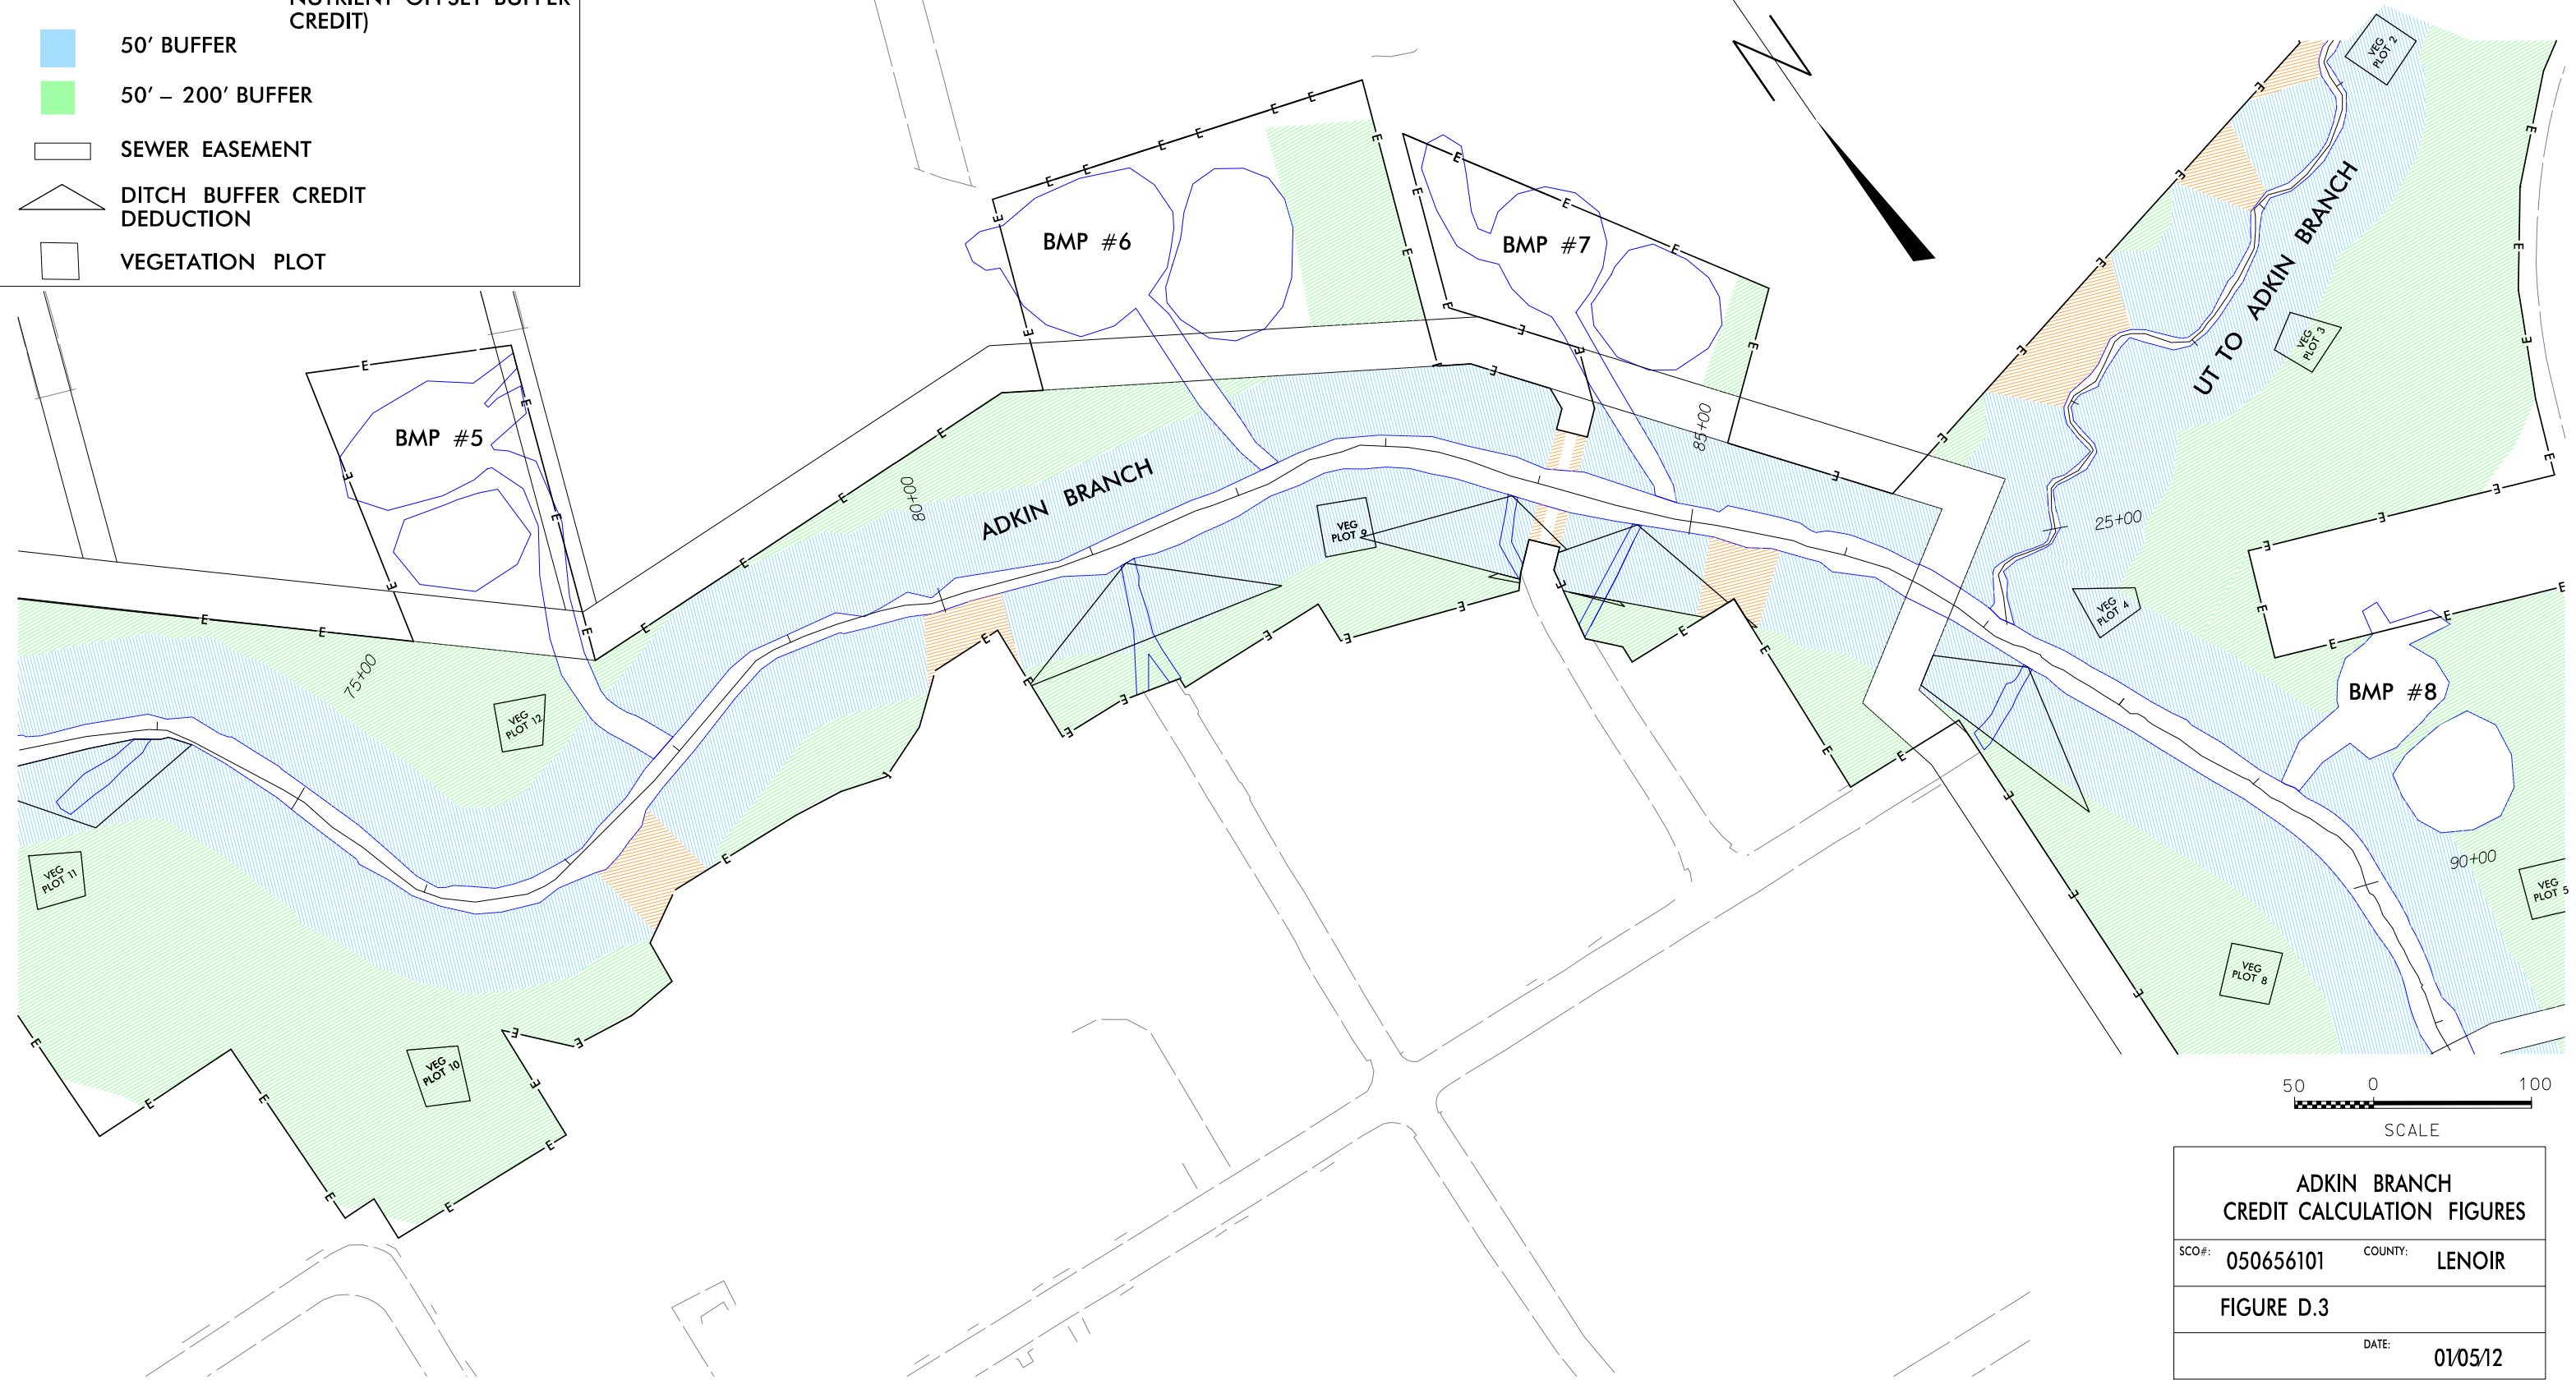 NUTRIENT OFFSET BUFFER
CREDIT)
50' BUFFER
50' – 200' BUFFER
SEWER EASEMENT
DITCH BUFFER CREDIT
DEDUCTION
VEGETATION PLOT
BMP #5
BMP #6
BMP #7
BMP #8
ADKIN BRANCH
UT TO ADKIN BRANCH
75+00
80+00
85+00
25+00
90+00
VEG
PLOT 2
VEG
PLOT 3
VEG
PLOT 4
VEG
PLOT 5
VEG
PLOT 8
VEG
PLOT 9
VEG
PLOT 10
VEG
PLOT 11
VEG
PLOT 12
50 0 100
SCALE
ADKIN BRANCH
CREDIT CALCULATION FIGURES
SCO#: 050656101 COUNTY: LENOIR
FIGURE D.3
DATE: 01/05/12